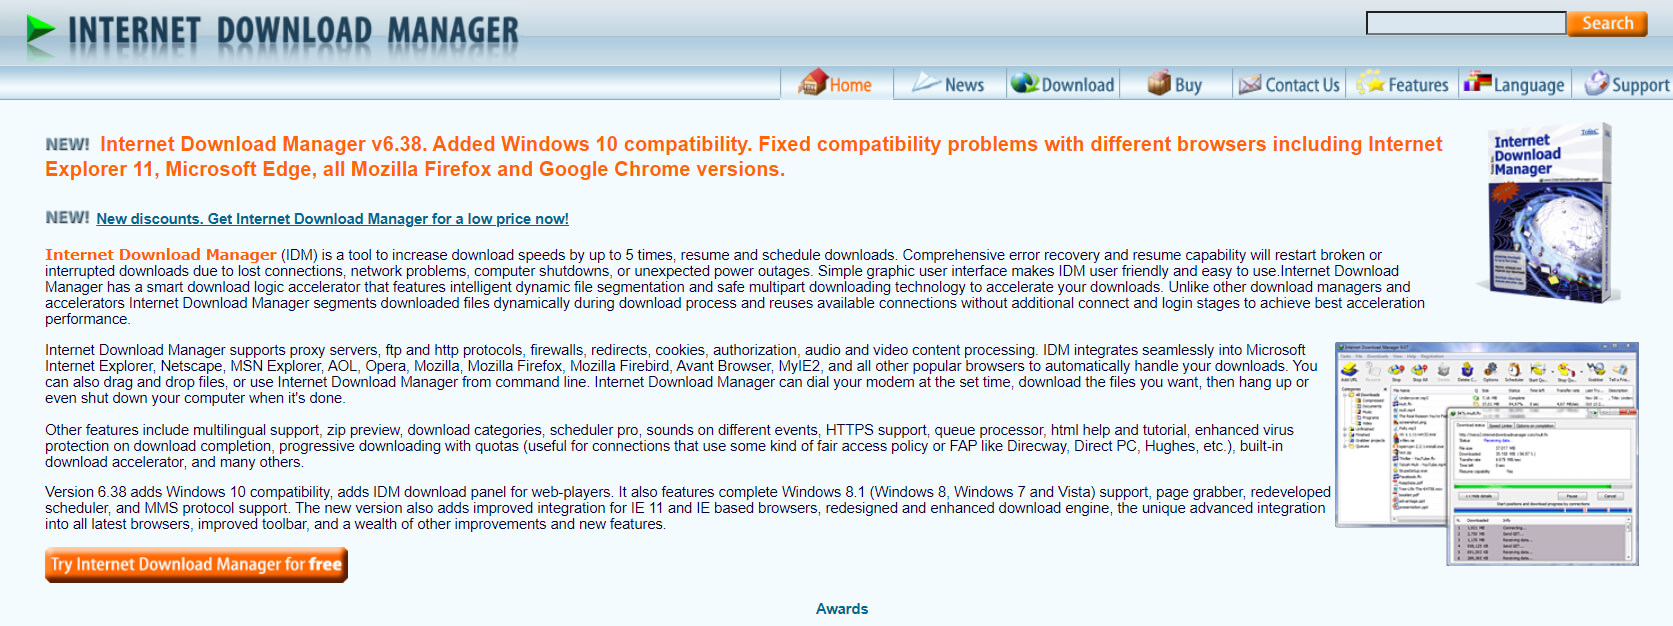 INTERNET DOWNLOAD MANAGER
Search
Home
News
Download
Buy
Contact Us
Features
Language
Support
NEW! Internet Download Manager v6.38. Added Windows 10 compatibility. Fixed compatibility problems with different browsers including Internet
Explorer 11, Microsoft Edge, all Mozilla Firefox and Google Chrome versions.
NEW! New discounts. Get Internet Download Manager for a low price now!
Internet Download Manager (IDM) is a tool to increase download speeds by up to 5 times, resume and schedule downloads. Comprehensive error recovery and resume capability will restart broken or
interrupted downloads due to lost connections, network problems, computer shutdowns, or unexpected power outages. Simple graphic user interface makes IDM user friendly and easy to use.Internet Download
Manager has a smart download logic accelerator that features intelligent dynamic file segmentation and safe multipart downloading technology to accelerate your downloads. Unlike other download managers and
accelerators Internet Download Manager segments downloaded files dynamically during download process and reuses available connections without additional connect and login stages to achieve best acceleration
performance.
Internet Download Manager supports proxy servers, ftp and http protocols, firewalls, redirects, cookies, authorization, audio and video content processing. IDM integrates seamlessly into Microsoft
Internet Explorer, Netscape, MSN Explorer, AOL, Opera, Mozilla, Mozilla Firefox, Mozilla Firebird, Avant Browser, MyIE2, and all other popular browsers to automatically handle your downloads. You
can also drag and drop files, or use Internet Download Manager from command line. Internet Download Manager can dial your modem at the set time, download the files you want, then hang up or
even shut down your computer when it's done.
Other features include multilingual support, zip preview, download categories, scheduler pro, sounds on different events, HTTPS support, queue processor, html help and tutorial, enhanced virus
protection on download completion, progressive downloading with quotas (useful for connections that use some kind of fair access policy or FAP like Direcway, Direct PC, Hughes, etc.), built-in
download accelerator, and many others.
Version 6.38 adds Windows 10 compatibility, adds IDM download panel for web-players. It also features complete Windows 8.1 (Windows 8, Windows 7 and Vista) support, page grabber, redeveloped
scheduler, and MMS protocol support. The new version also adds improved integration for IE 11 and IE based browsers, redesigned and enhanced download engine, the unique advanced integration
into all latest browsers, improved toolbar, and a wealth of other improvements and new features.
Try Internet Download Manager for free
Awards
Internet
Download
Manager